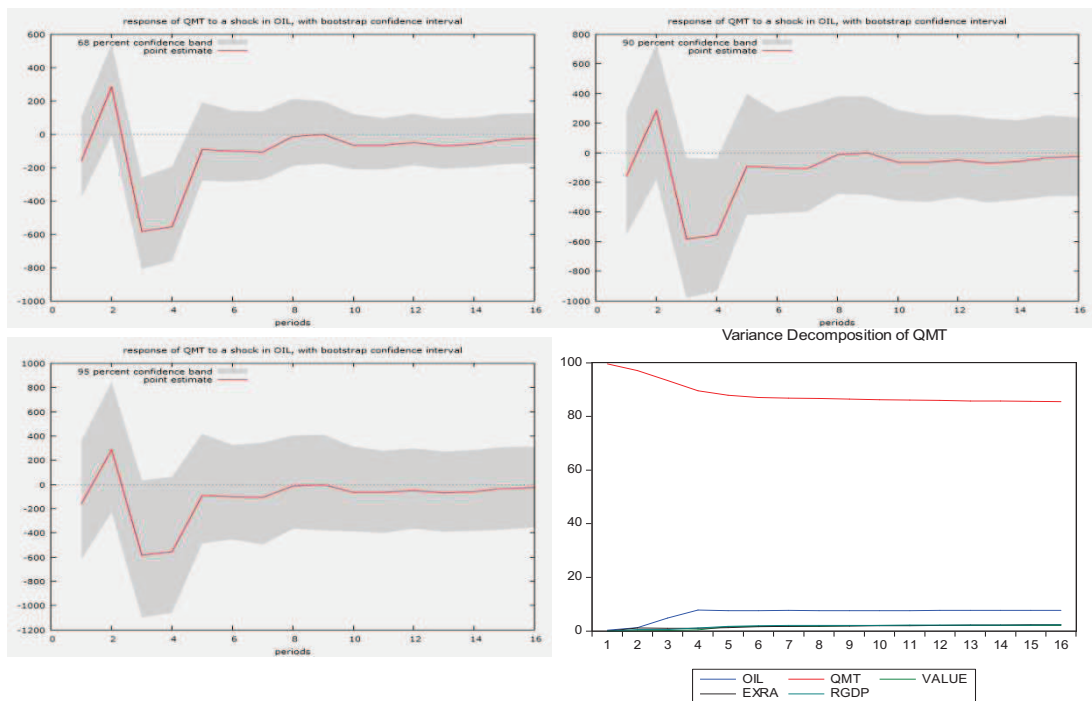 response of QMT to a shock in OIL, with bootstrap confidence interval
68 percent confidence band
point estimate
600
400
200
0
-200
-400
-600
-800
-1000
0 2 4 6 8 10 12 14 16
periods
response of QMT to a shock in OIL, with bootstrap confidence interval
90 percent confidence band
point estimate
800
600
400
200
0
-200
-400
-600
-800
-1000
0 2 4 6 8 10 12 14 16
periods
response of QMT to a shock in OIL, with bootstrap confidence interval
95 percent confidence band
point estimate
1000
800
600
400
200
0
-200
-400
-600
-800
-1000
-1200
0 2 4 6 8 10 12 14 16
periods
Variance Decomposition of QMT
100
80
60
40
20
0
1 2 3 4 5 6 7 8 9 10 11 12 13 14 15 16
OIL QMT VALUE
EXRA RGDP